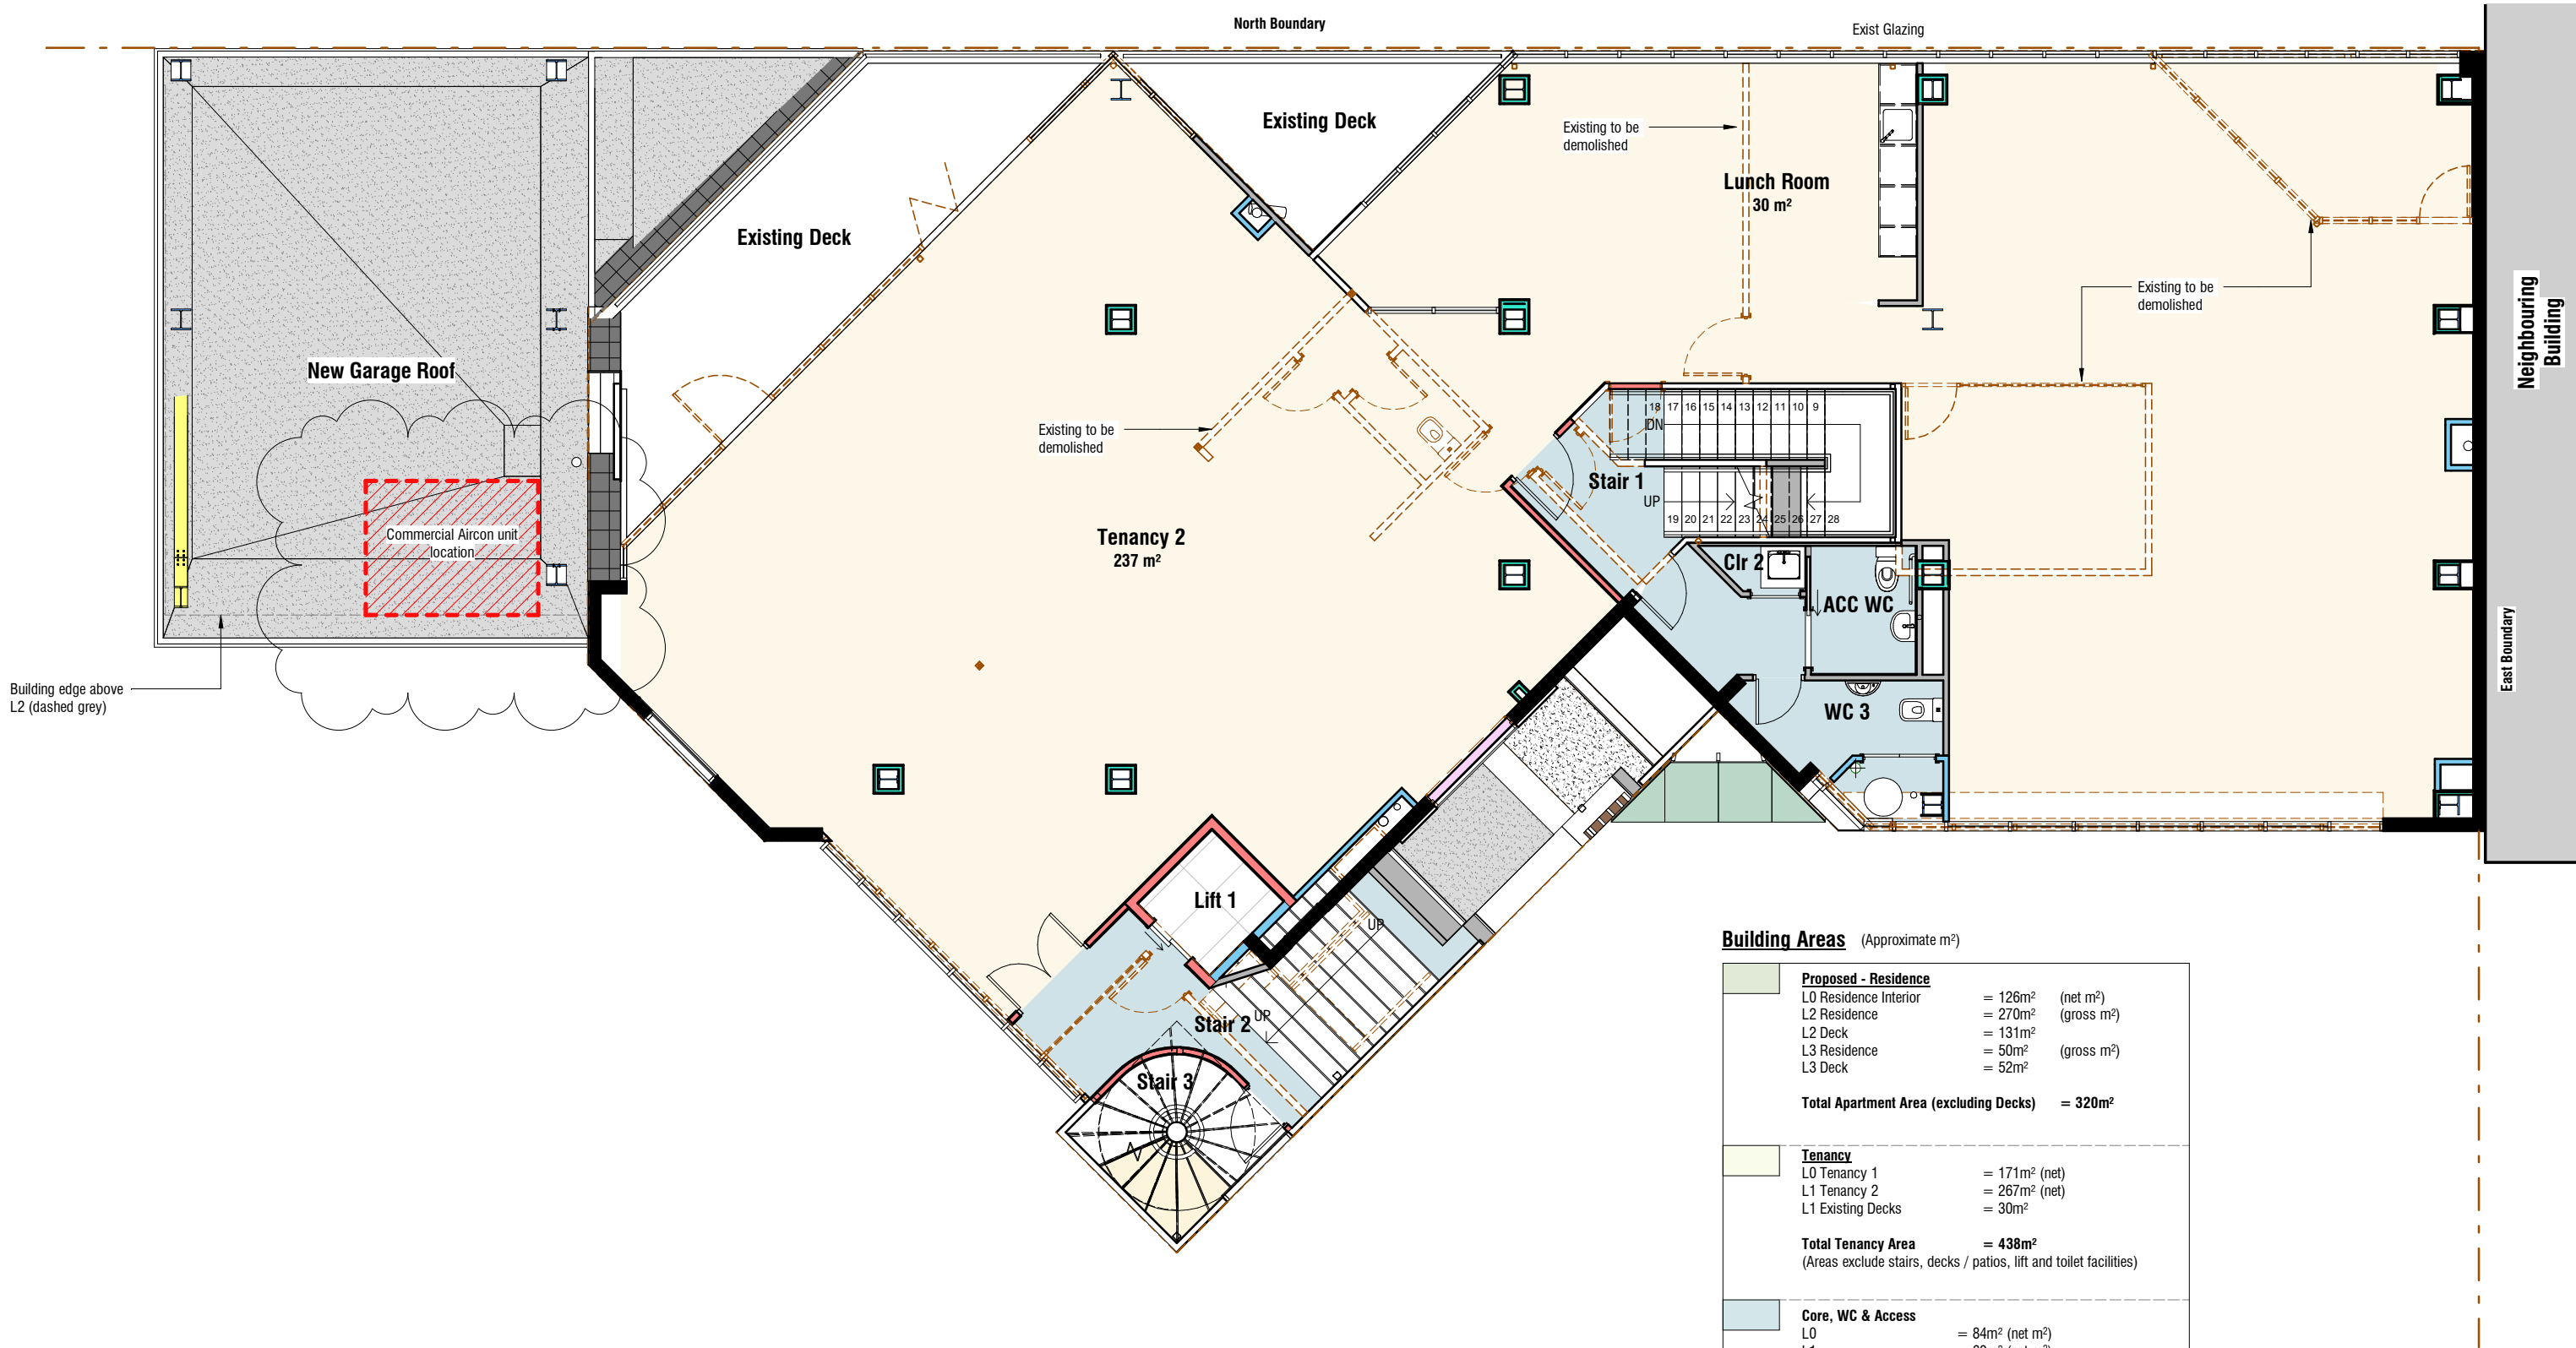 North Boundary
Exist Glazing
Existing Deck
Existing to be
demolished
Lunch Room
30 m²
Existing Deck
Existing to be
demolished
Neighbouring
Building
New Garage Roof
Existing to be
demolished
18 17 16 15 14 13 12 11 10 9
DN
Stair 1
UP
19 20 21 22 23 24 25 26 27 28
Commercial Aircon unit
location
Tenancy 2
237 m²
Clr 2
ACC WC
East Boundary
Building edge above
L2 (dashed grey)
WC 3
Lift 1
UP
Stair 2
UP
Stair 3
Building Areas (Approximate m²)
Proposed - Residence
L0 Residence Interior = 126m² (net m²)
L2 Residence = 270m² (gross m²)
L2 Deck = 131m²
L3 Residence = 50m² (gross m²)
L3 Deck = 52m²
Total Apartment Area (excluding Decks) = 320m²
Tenancy
L0 Tenancy 1 = 171m² (net)
L1 Tenancy 2 = 267m² (net)
L1 Existing Decks = 30m²
Total Tenancy Area = 438m²
(Areas exclude stairs, decks / patios, lift and toilet facilities)
Core, WC & Access
L0 = 84m² (net m²)